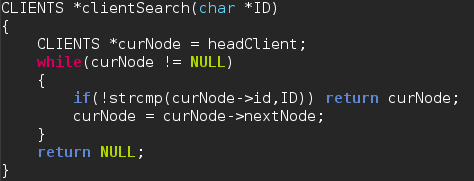 CLIENTS *clientSearch(char *ID)
{
    CLIENTS *curNode = headClient;
    while(curNode != NULL)
    {
        if(!strcmp(curNode->id,ID)) return curNode;
        curNode = curNode->nextNode;
    }
    return NULL;
}